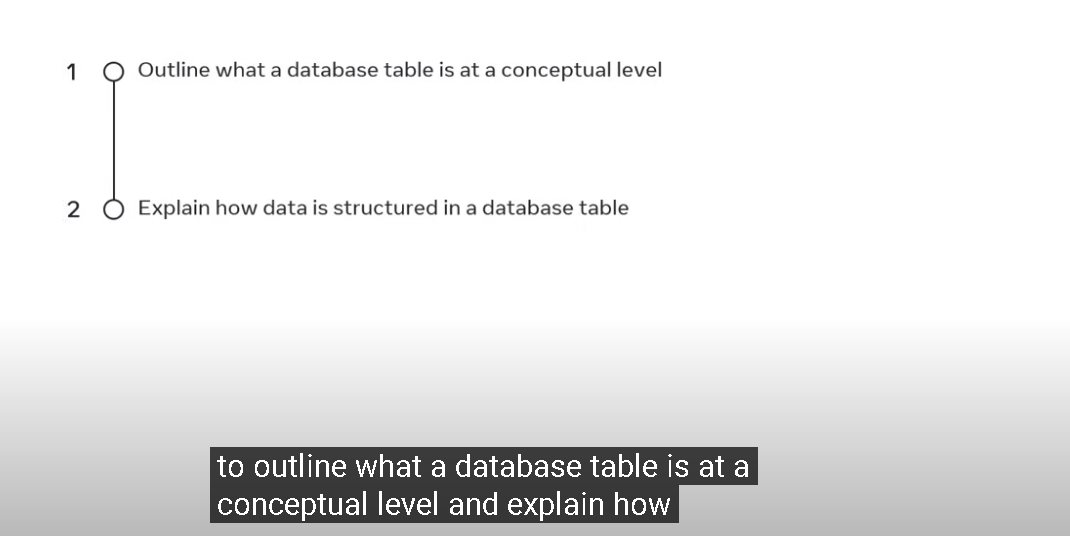 1 Outline what a database table is at a conceptual level
2 Explain how data is structured in a database table
to outline what a database table is at a
conceptual level and explain how